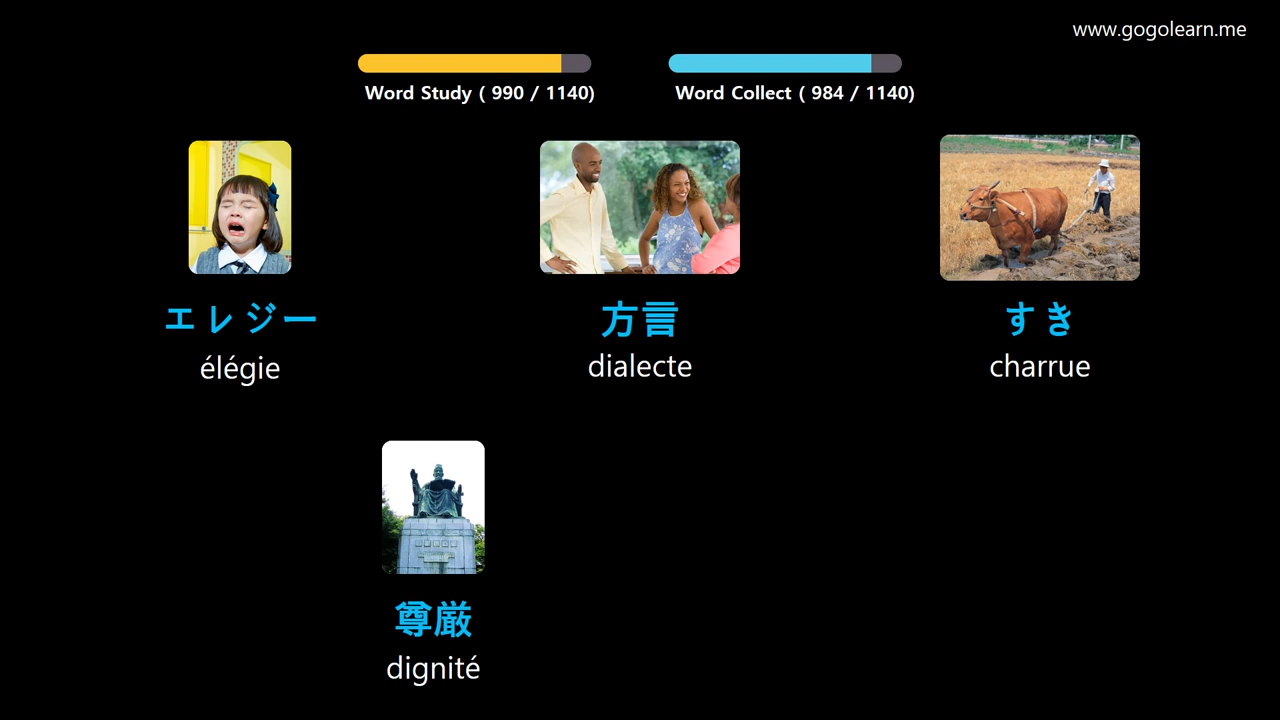 www.gogolearn.me
Word Study ( 990 / 1140)
Word Collect ( 984 / 1140)
エレジー
élégie
方言
dialecte
すき
charrue
尊厳
dignité